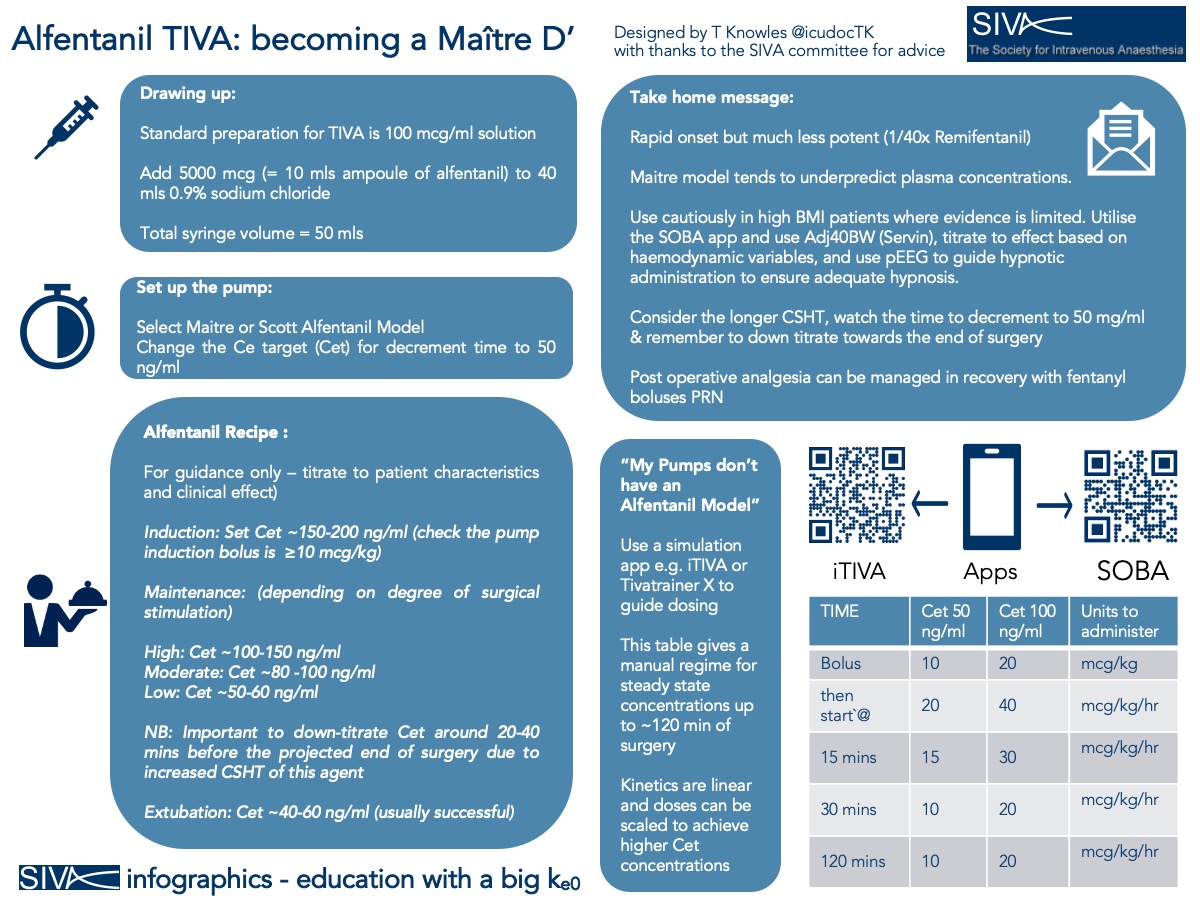 Alfentanil TIVA: becoming a Maître D’
Designed by T Knowles @icudocTK
with thanks to the SIVA committee for advice
SIVA
The Society for Intravenous Anaesthesia
Drawing up:
Standard preparation for TIVA is 100 mcg/ml solution
Add 5000 mcg (= 10 mls ampoule of alfentanil) to 40
mls 0.9% sodium chloride
Total syringe volume = 50 mls
Set up the pump:
Select Maitre or Scott Alfentanil Model
Change the Ce target (Cet) for decrement time to 50
ng/ml
Alfentanil Recipe :
For guidance only – titrate to patient characteristics
and clinical effect)
Induction: Set Cet ~150-200 ng/ml (check the pump
induction bolus is ≥10 mcg/kg)
Maintenance: (depending on degree of surgical
stimulation)
High: Cet ~100-150 ng/ml
Moderate: Cet ~80 -100 ng/ml
Low: Cet ~50-60 ng/ml
NB: Important to down-titrate Cet around 20-40
mins before the projected end of surgery due to
increased CSHT of this agent
Extubation: Cet ~40-60 ng/ml (usually successful)
Take home message:
Rapid onset but much less potent (1/40x Remifentanil)
Maitre model tends to underpredict plasma concentrations.
Use cautiously in high BMI patients where evidence is limited. Utilise
the SOBA app and use Adj40BW (Servin), titrate to effect based on
haemodynamic variables, and use pEEG to guide hypnotic
administration to ensure adequate hypnosis.
Consider the longer CSHT, watch the time to decrement to 50 mg/ml
& remember to down titrate towards the end of surgery
Post operative analgesia can be managed in recovery with fentanyl
boluses PRN
“My Pumps don’t
have an
Alfentanil Model”
Use a simulation
app e.g. iTIVA or
Tivatrainer X to
guide dosing
This table gives a
manual regime for
steady state
concentrations up
to ~120 min of
surgery
Kinetics are linear
and doses can be
scaled to achieve
higher Cet
concentrations
iTIVA Apps SOBA
TIME Cet 50 Cet 100 Units to
ng/ml ng/ml administer
Bolus 10 20 mcg/kg
then
start`@ 20 40 mcg/kg/hr
15 mins 15 30 mcg/kg/hr
30 mins 10 20 mcg/kg/hr
120 mins 10 20 mcg/kg/hr
SIVA infographics - education with a big ke0